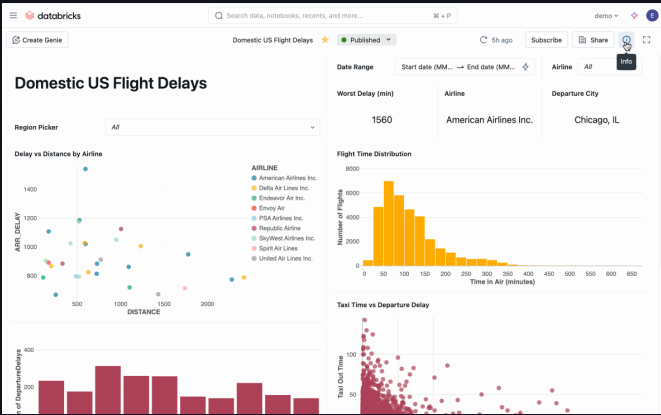 databricks
Search data, notebooks, recents, and more...
⌘ + P
demo
E
Create Genie
Domestic US Flight Delays
Published
5h ago
Subscribe
Share
Info
Domestic US Flight Delays
Date Range
Start date (MM... → End date (MM...
Airline
All
Worst Delay (min)
Airline
Departure City
1560
American Airlines Inc.
Chicago, IL
Region Picker
All
Delay vs Distance by Airline
AIRLINE
American Airlines Inc.
Delta Air Lines Inc.
Endeavor Air Inc.
Envoy Air
PSA Airlines Inc.
Republic Airline
SkyWest Airlines Inc.
Spirit Air Lines
United Air Lines Inc.
ARR_DELAY
1400
1200
1000
800
500
1000
1500
2000
DISTANCE
Flight Time Distribution
Number of Flights
8000
6000
4000
2000
0
0 50 100 150 200 250 300 350 400 450 500 550 600 650
Time in Air (minutes)
of DepartureDelays
400
200
Taxi Time vs Departure Delay
Taxi Out Time
100
50